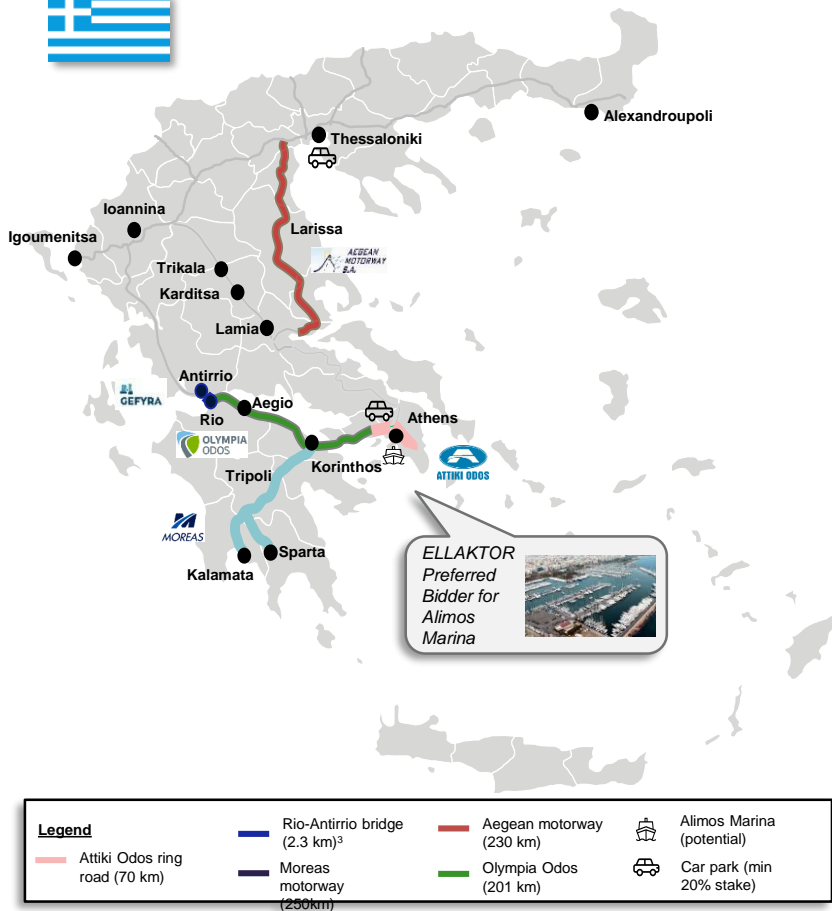 Alexandroupoli
Thessaloniki
Ioannina
Larissa
Igoumenitsa
AEGEAN
MOTORWAY
S.A.
Trikala
Karditsa
Lamia
Antirrio
GEFYRA
Aegio
Rio
Athens
OLYMPIA
ODOS
Korinthos
Tripoli
ATTIKI ODOS
MOREAS
Sparta
Kalamata
ELLAKTOR
Preferred
Bidder for
Alimos
Marina
Legend
Attiki Odos ring
road (70 km)
Rio-Antirrio bridge
(2.3 km)³
Moreas
motorway
(250km)
Aegean motorway
(230 km)
Olympia Odos
(201 km)
Alimos Marina
(potential)
Car park (min
20% stake)